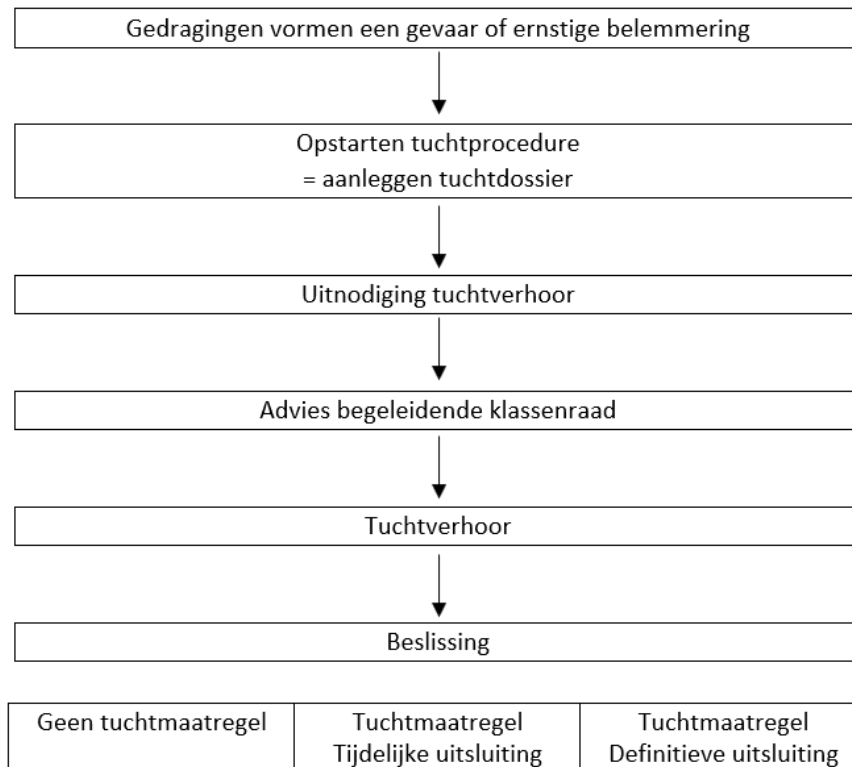 Gedragingen vormen een gevaar of ernstige belemmering
Opstarten tuchtprocedure
= aanleggen tuchtdossier
Uitnodiging tuchtverhoor
Advies begeleidende klassenraad
Tuchtverhoor
Beslissing
Geen tuchtmaatregel
Tuchtmaatregel
Tijdelijke uitsluiting
Tuchtmaatregel
Definitieve uitsluiting